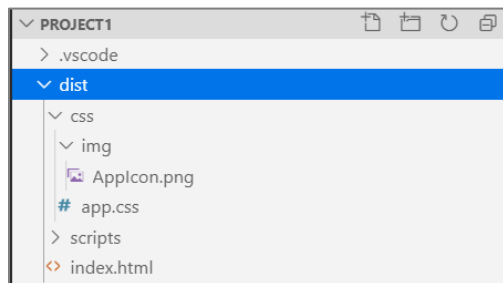 PROJECT1
.vscode
dist
css
img
AppIcon.png
# app.css
scripts
<> index.html